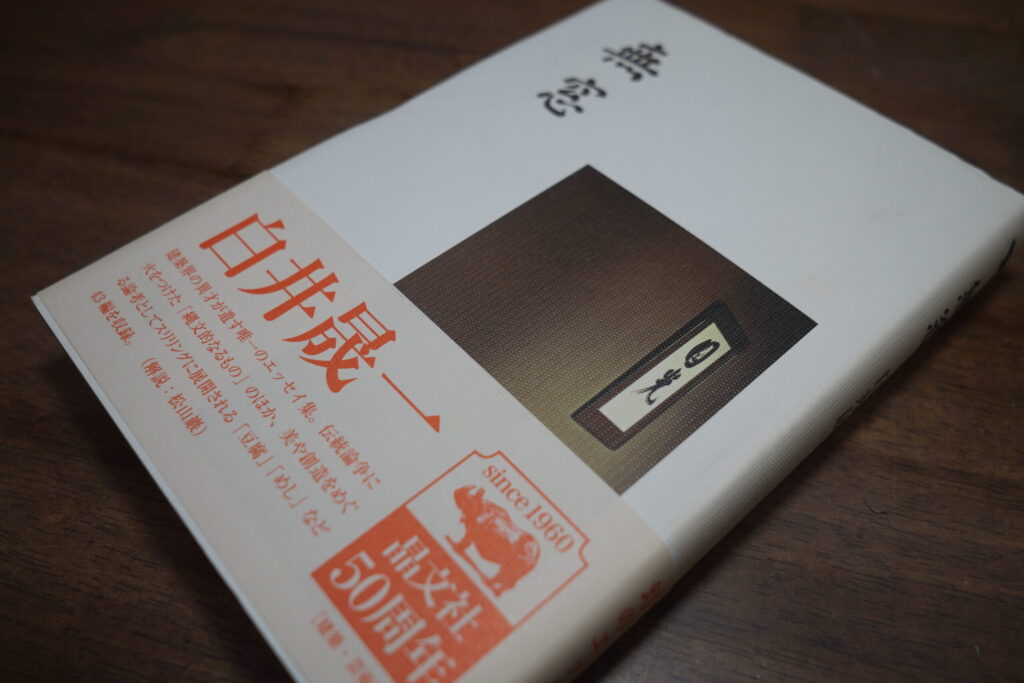 無窓
白井晟一
建築界の異才が遺す唯一のエッセイ集。伝統論争に
火をつけた「縄文的なるもの」のほか、美や創造をめぐ
る論考としてスリリングに展開される「豆腐」「めし」など
43編を収録。
(解説:松山巖)
since 1960
晶文社
50周年